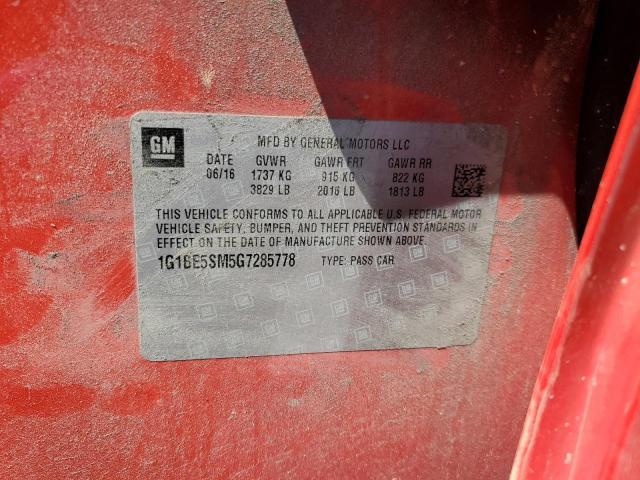 GM
MFD BY GENERAL MOTORS LLC
DATE GVWR GAWR FRT GAWR RR
06/16 1737 KG 915 KG 822 KG
3829 LB 2016 LB 1813 LB
THIS VEHICLE CONFORMS TO ALL APPLICABLE U.S. FEDERAL MOTOR
VEHICLE SAFETY, BUMPER, AND THEFT PREVENTION STANDARDS IN
EFFECT ON THE DATE OF MANUFACTURE SHOWN ABOVE.
1G1BE5SM5G7285778 TYPE: PASS CAR